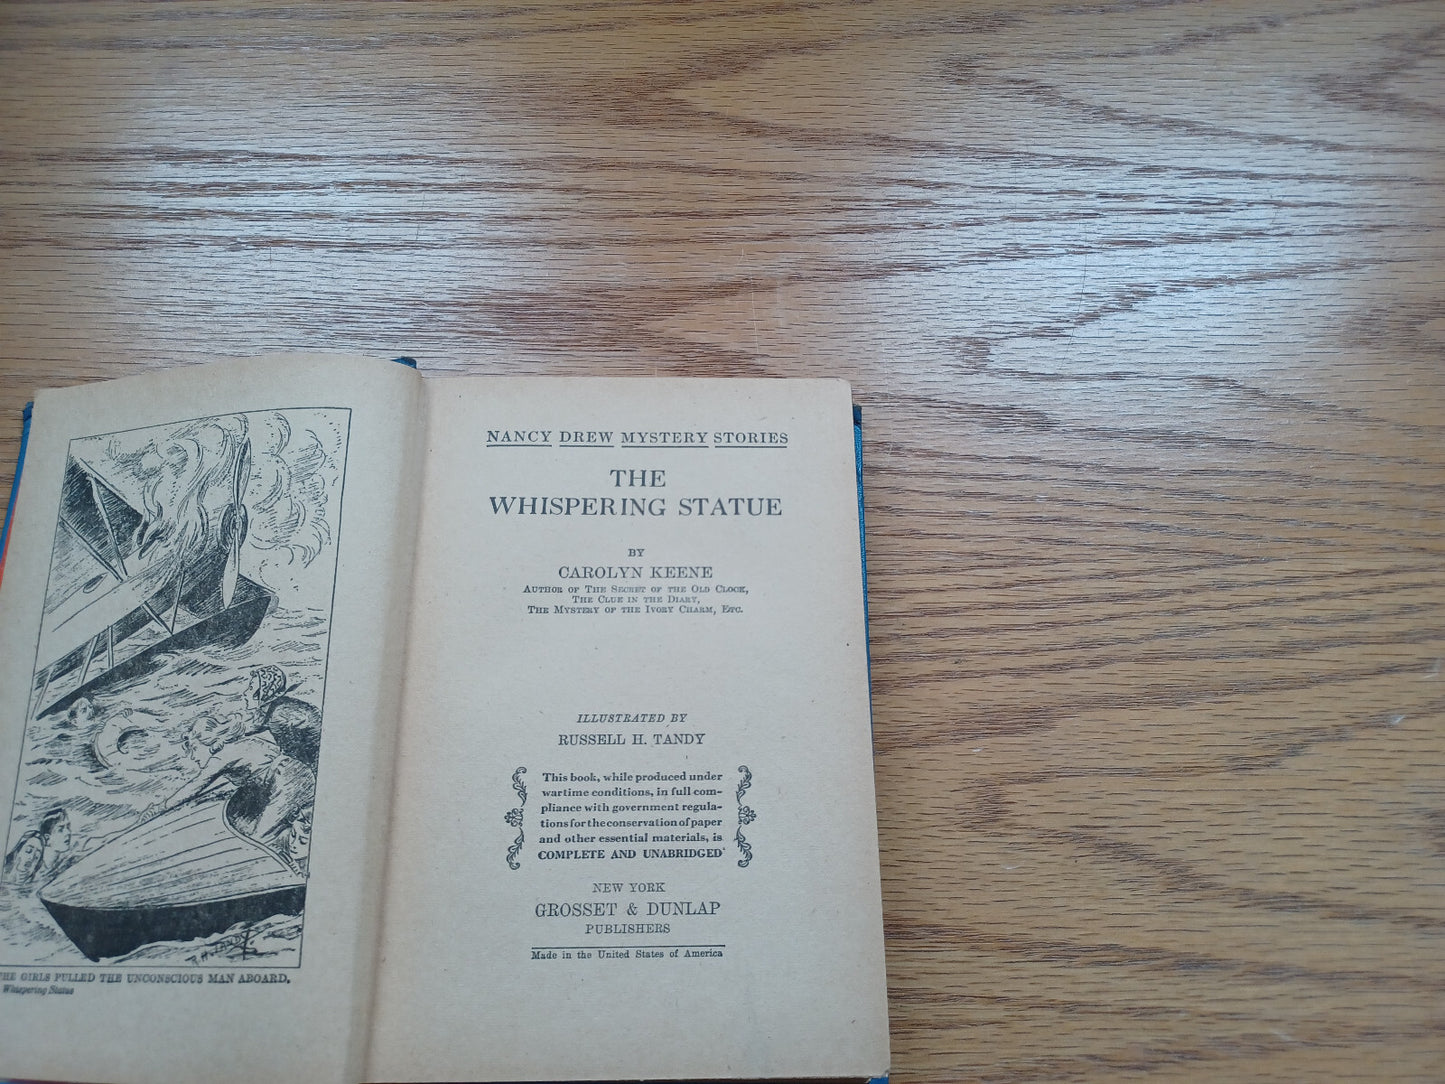 R.H. TANDY
THE GIRLS PULLED THE UNCONSCIOUS MAN ABOARD.
Whispering Statue
NANCY DREW MYSTERY STORIES
THE
WHISPERING STATUE
BY
CAROLYN KEENE
AUTHOR OF THE SECRET OF THE OLD CLOCK,
THE CLUE IN THE DIARY,
THE MYSTERY OF THE IVORY CHARM, ETC.
ILLUSTRATED BY
RUSSELL H. TANDY
This book, while produced under
wartime conditions, in full com-
pliance with government regula-
tions for the conservation of paper
and other essential materials, is
COMPLETE AND UNABRIDGED
NEW YORK
GROSSET & DUNLAP
PUBLISHERS
Made in the United States of America